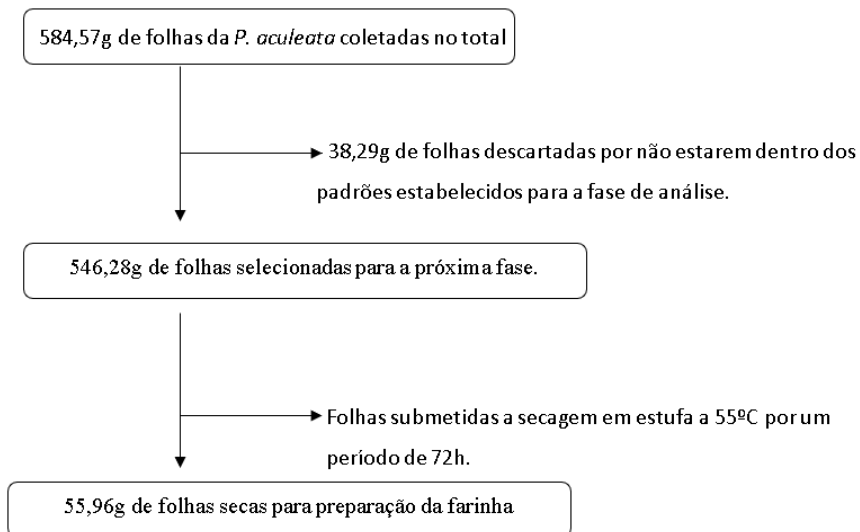 584,57g de folhas da P. aculeata coletadas no total
38,29g de folhas descartadas por não estarem dentro dos
padrões estabelecidos para a fase de análise.
546,28g de folhas selecionadas para a próxima fase.
Folhas submetidas a secagem em estufa a 55ºC por um
período de 72h.
55,96g de folhas secas para preparação da farinha